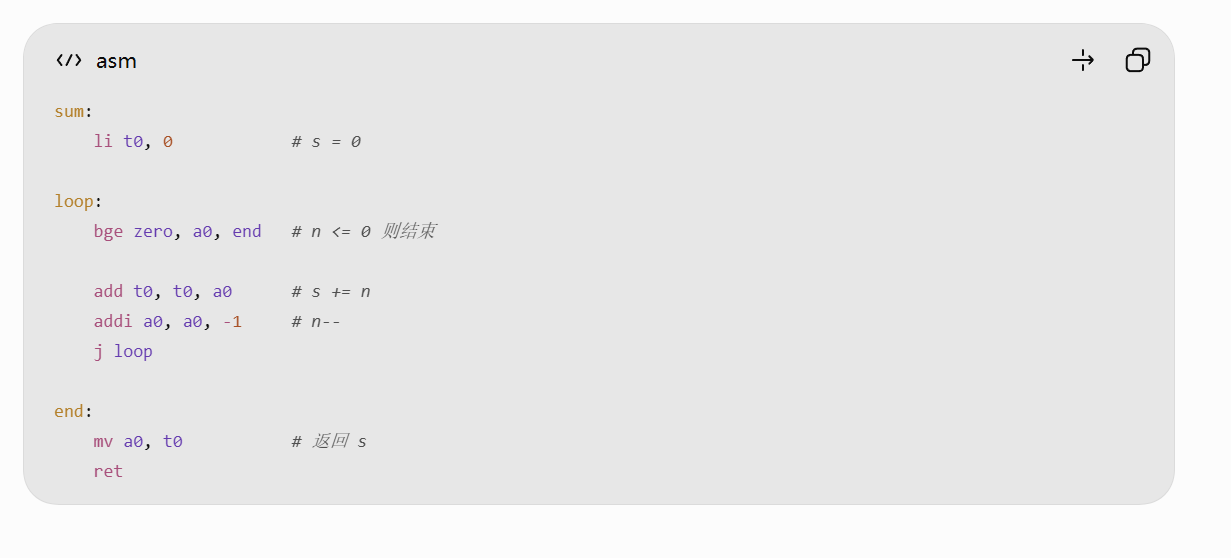 asm
sum:
    li t0, 0            # s = 0
loop:
    bge zero, a0, end   # n <= 0 则结束
    add t0, t0, a0      # s += n
    addi a0, a0, -1     # n--
    j loop
end:
    mv a0, t0           # 返回 s
    ret